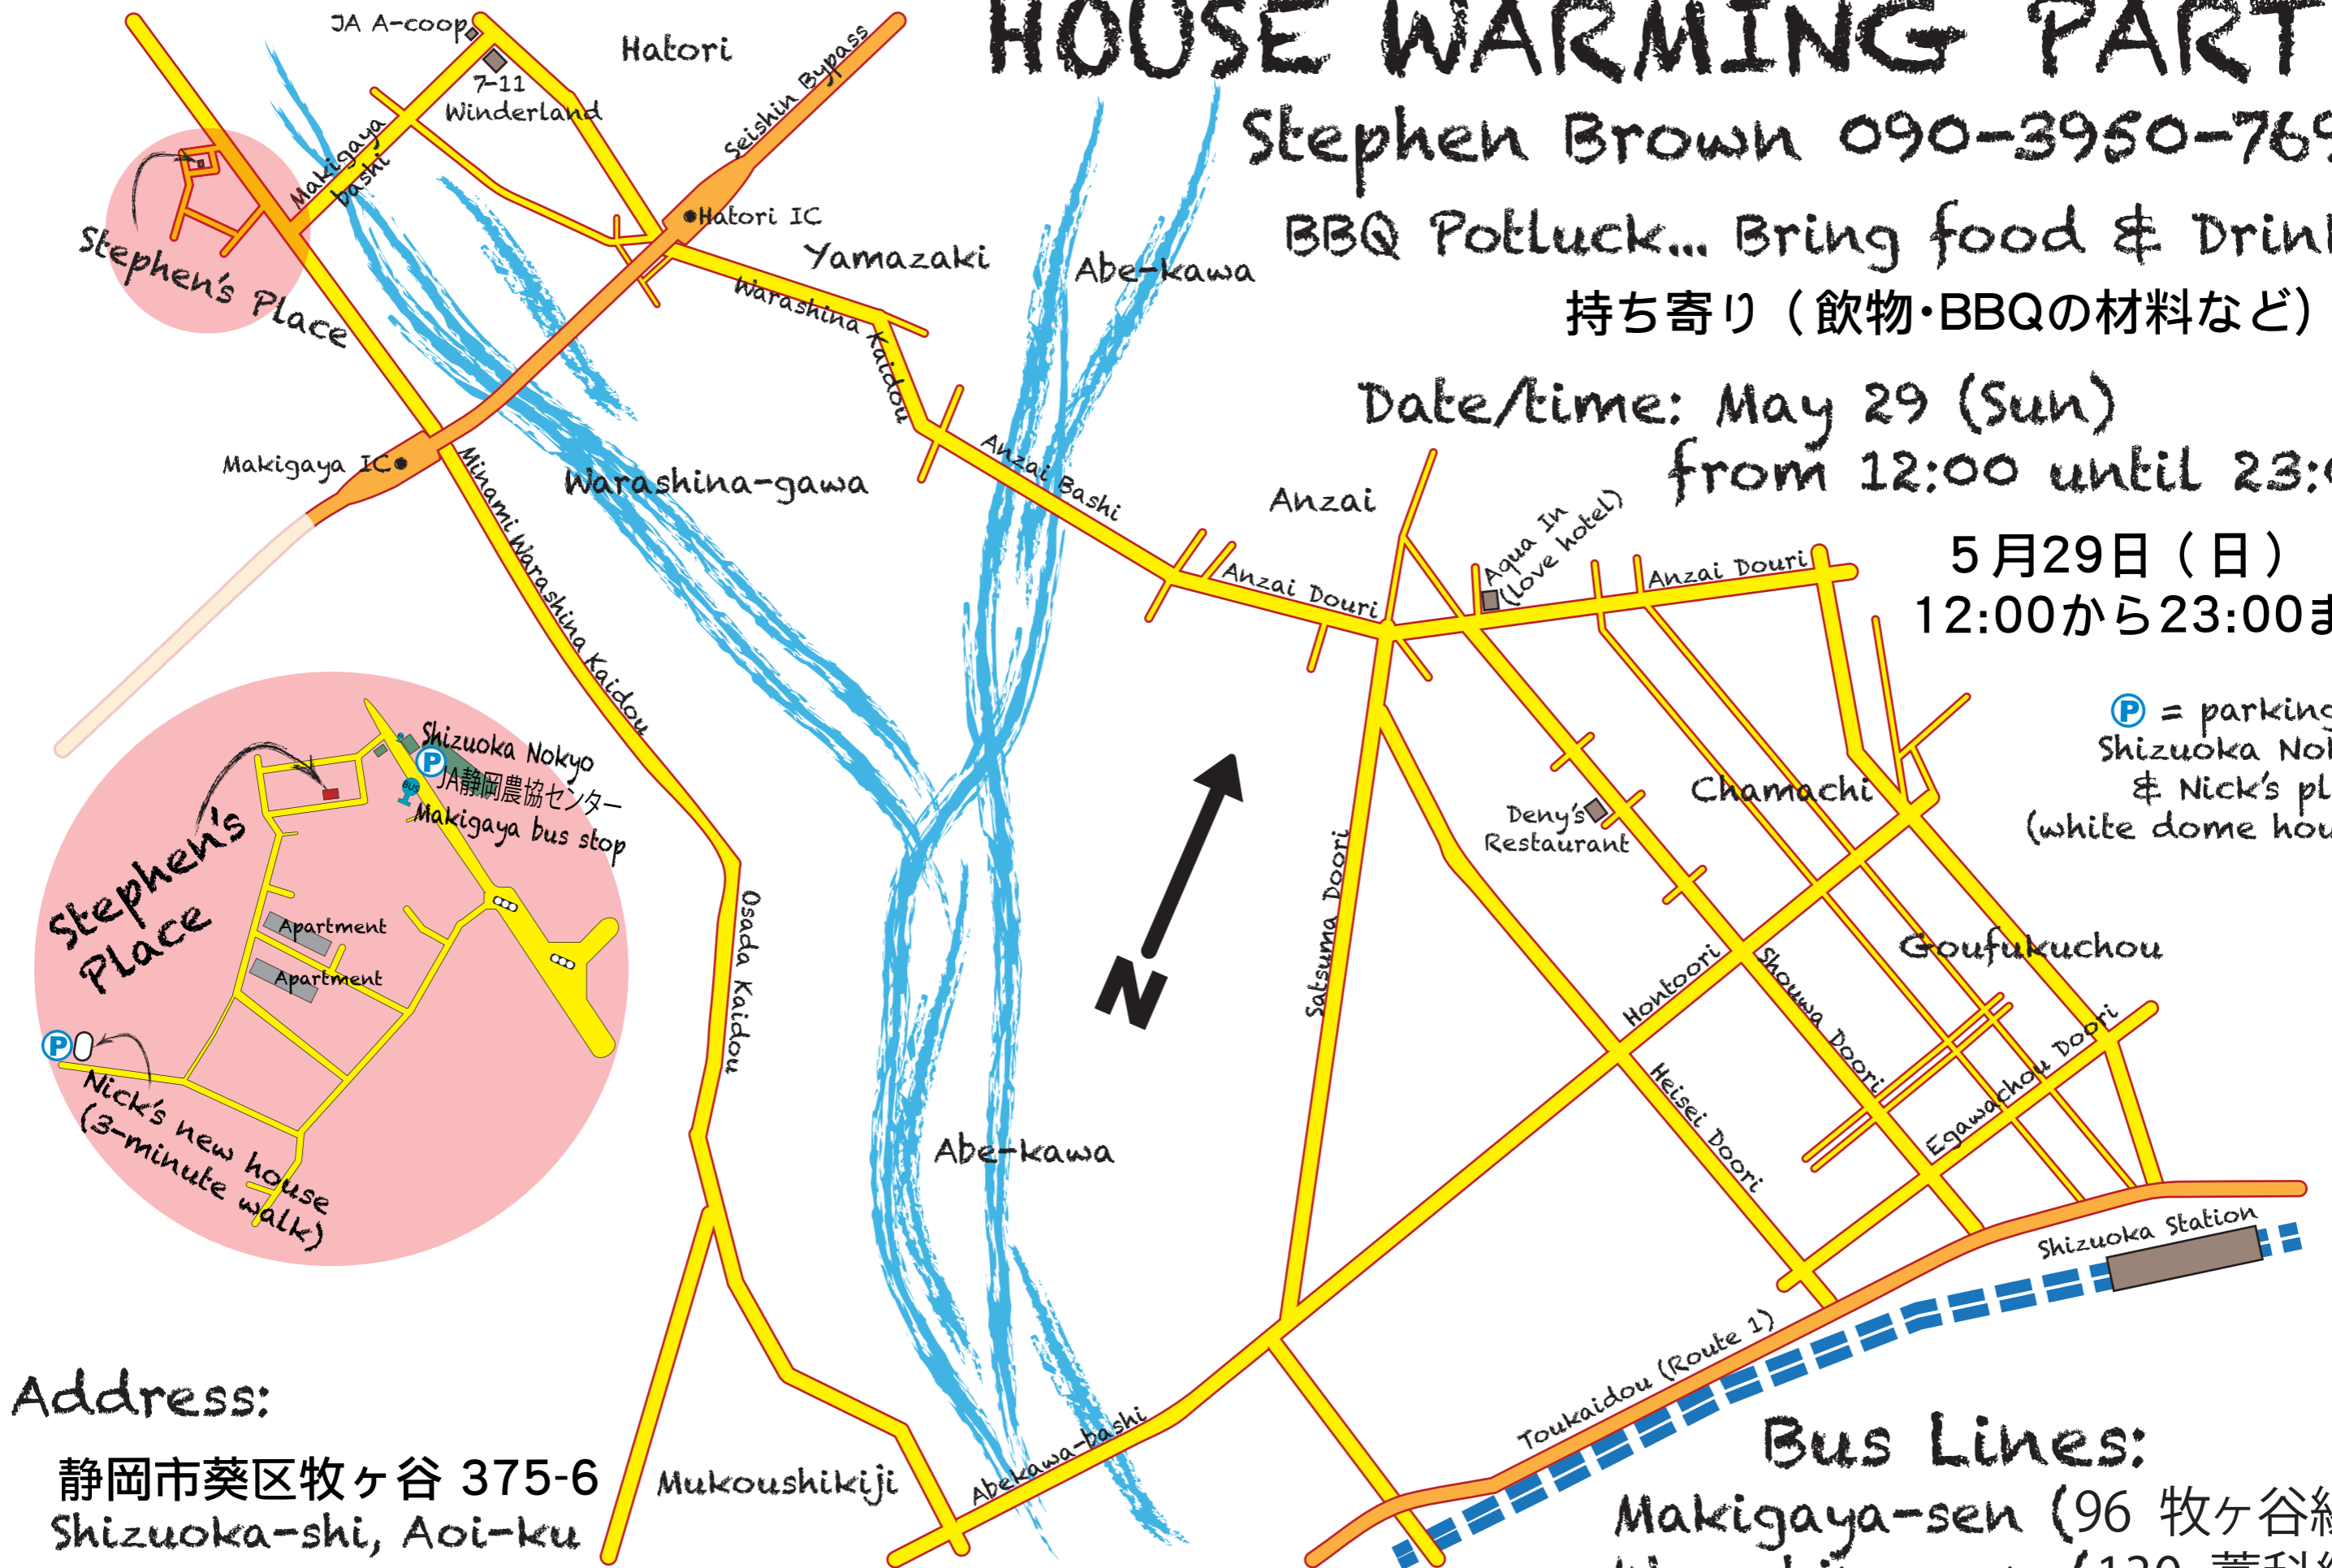 HOUSE WARMING PART
Stephen Brown 090-3950-769
BBQ Potluck... Bring food & Drin
持ち寄り（飲物・BBQの材料など）
Date/time: May 29 (Sun)
from 12:00 until 23:0
５月29日（日）
12:00から23:00ま
P = parking
Shizuoka No
& Nick's pl
(white dome hou
JA A-coop
Hatori
7-11
Winderland
Seishin Bypass
Makigaya
bashi
Stephen's Place
Hatori IC
Yamazaki
Abe-kawa
Warashina Kaidou
Makigaya IC
Warashina-gawa
Anzai Bashi
Anzai
Minami Warashina Kaidou
Aqua In
(Love hotel)
Anzai Douri
Anzai Douri
Shizuoka Nokyo
P
JA静岡農協センター
BUS
Makigaya bus stop
Stephen's
Place
Apartment
Apartment
P
Nick's new house
(3-minute walk)
Osada Kaidou
N
Chamachi
Deny's
Restaurant
Satsuma Doori
Goufukuchou
Hontoori
Shouwa Doori
Heisei Doori
Egawachou Doori
Abe-kawa
Shizuoka Station
Toukaidou (Route 1)
Abekawa-bashi
Mukoushikiji
Address:
静岡市葵区牧ヶ谷 375-6
Shizuoka-shi, Aoi-ku
Bus Lines:
Makigaya-sen (96 牧ヶ谷線